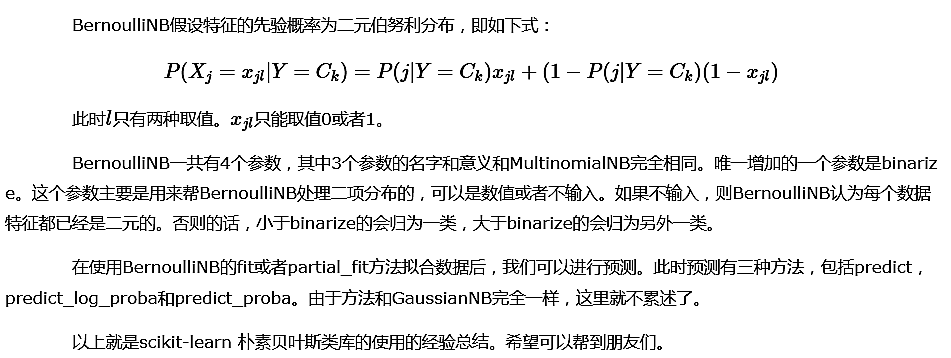 BernoulliNB假设特征的先验概率为二元伯努利分布，即如下式：
P(X_j = x_{jl}|Y = C_k) = P(j|Y = C_k)x_{jl} + (1 − P(j|Y = C_k)(1 − x_{jl})
此时l只有两种取值。x_{jl}只能取值0或者1。
BernoulliNB一共有4个参数，其中3个参数的名字和意义和MultinomialNB完全相同。唯一增加的一个参数是binariz
e。这个参数主要是用来帮BernoulliNB处理二项分布的，可以是数值或者不输入。如果不输入，则BernoulliNB认为每个数据
特征都已经是二元的。否则的话，小于binarize的会归为一类，大于binarize的会归为另外一类。
在使用BernoulliNB的fit或者partial_fit方法拟合数据后，我们可以进行预测。此时预测有三种方法，包括predict，
predict_log_proba和predict_proba。由于方法和GaussianNB完全一样，这里就不累述了。
以上就是scikit-learn 朴素贝叶斯类库的使用的经验总结。希望可以帮到朋友们。